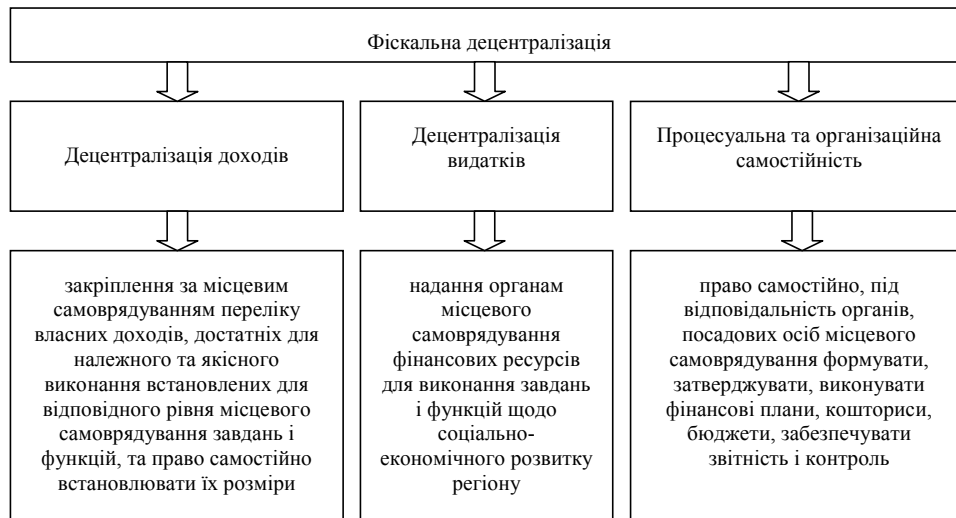 Фіскальна децентралізація
Децентралізація доходів
Децентралізація
видатків
Процесуальна та організаційна
самостійність
закріплення за місцевим
самоврядуванням переліку
власних доходів, достатніх для
належного та якісного
виконання встановлених для
відповідного рівня місцевого
самоврядування завдань і
функцій, та право самостійно
встановлювати їх розміри
надання органам
місцевого
самоврядування
фінансових ресурсів
для виконання завдань
і функцій щодо
соціально-
економічного розвитку
регіону
право самостійно, під
відповідальність органів,
посадових осіб місцевого
самоврядування формувати,
затверджувати, виконувати
фінансові плани, кошториси,
бюджети, забезпечувати
звітність і контроль